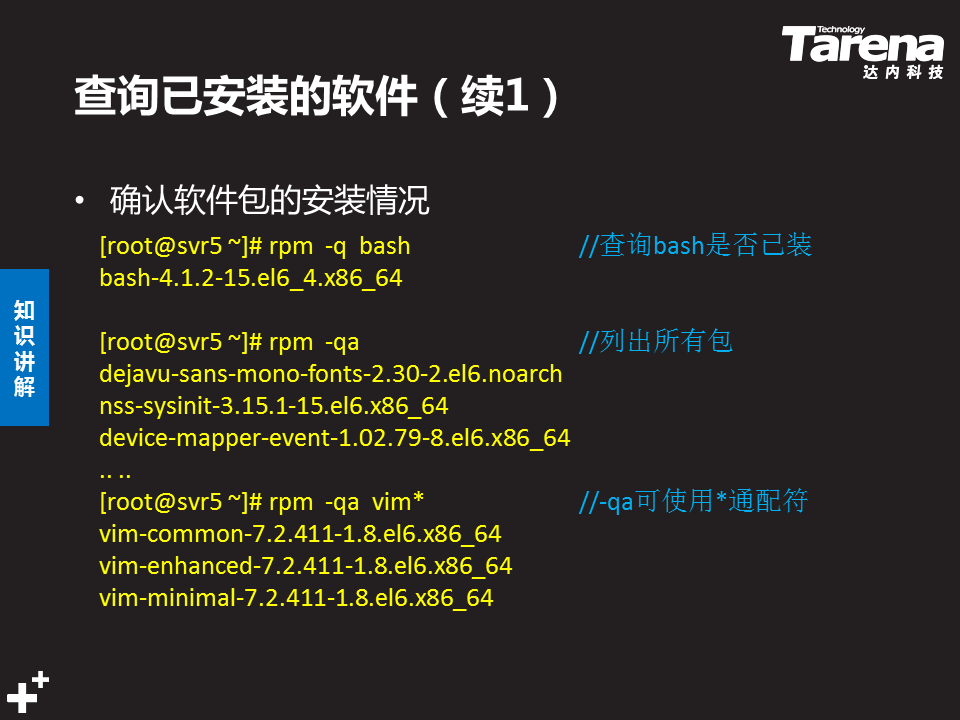 Technology
Tarena
达内科技
查询已安装的软件（续1）
• 确认软件包的安装情况
[root@svr5 ~]# rpm -q bash //查询bash是否已装
bash-4.1.2-15.el6_4.x86_64
[root@svr5 ~]# rpm -qa //列出所有包
dejavu-sans-mono-fonts-2.30-2.el6.noarch
nss-sysinit-3.15.1-15.el6.x86_64
device-mapper-event-1.02.79-8.el6.x86_64
.. ..
[root@svr5 ~]# rpm -qa vim* //-qa可使用*通配符
vim-common-7.2.411-1.8.el6.x86_64
vim-enhanced-7.2.411-1.8.el6.x86_64
vim-minimal-7.2.411-1.8.el6.x86_64
知识讲解